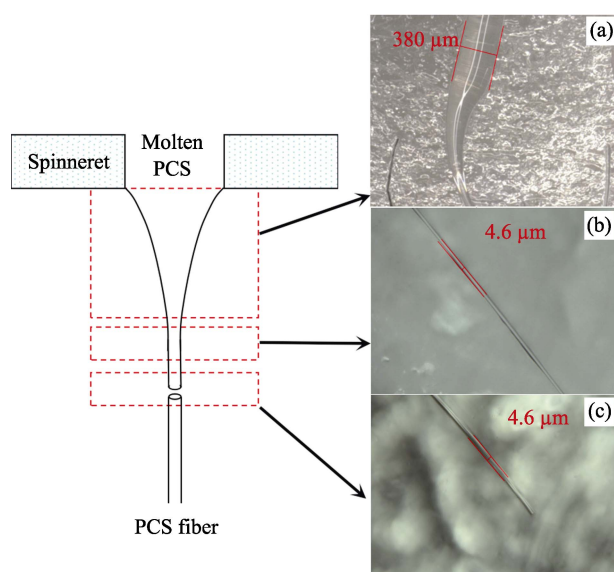 (a)
380 μm
Molten
PCS
Spinneret
(b)
4.6 μm
(c)
4.6 μm
PCS fiber